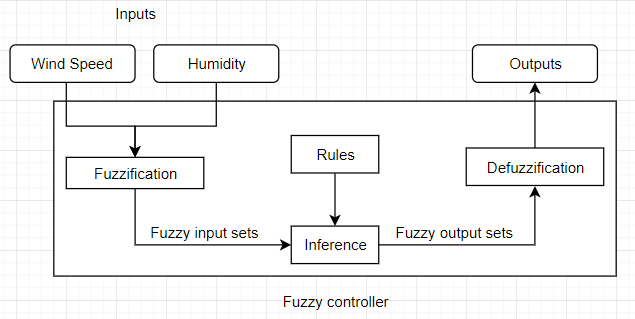 Inputs
Wind Speed
Humidity
Outputs
Fuzzification
Rules
Defuzzification
Fuzzy input sets
Inference
Fuzzy output sets
Fuzzy controller